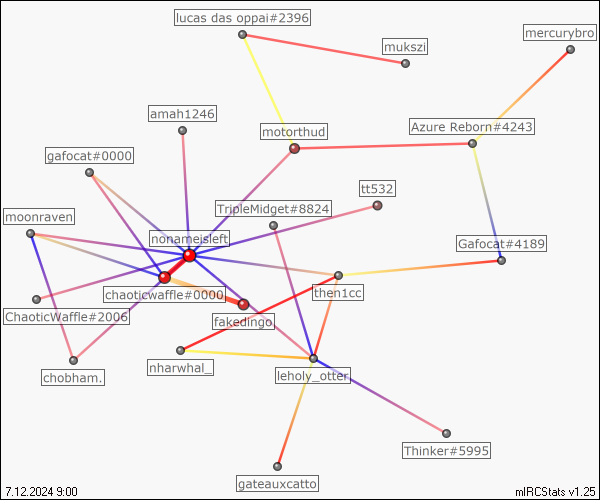 lucas das oppai#2396
mercurybro
mukszi
amah1246
Azure Reborn#4243
motorthud
gafocat#0000
tt532
TripleMidget#8824
moonraven
nonameisleft
Gafocat#4189
chaoticwaffle#0000
then1cc
ChaoticWaffle#2006
fakedingo
nharwhal_
chobham.
leholy_otter
Thinker#5995
gateauxcatto
7.12.2024 9:00
mIRCStats v1.25